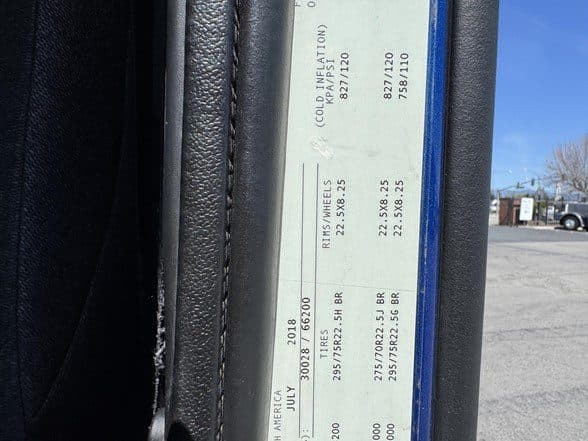 H AMERICA
JULY 2018
): 30028 / 66200
TIRES RIMS/WHEELS (COLD INFLATION) KPA/PSI
200 295/75R22.5H BR 22.5X8.25 827/120
000 275/70R22.5J BR 22.5X8.25 827/120
000 295/75R22.5G BR 22.5X8.25 758/110